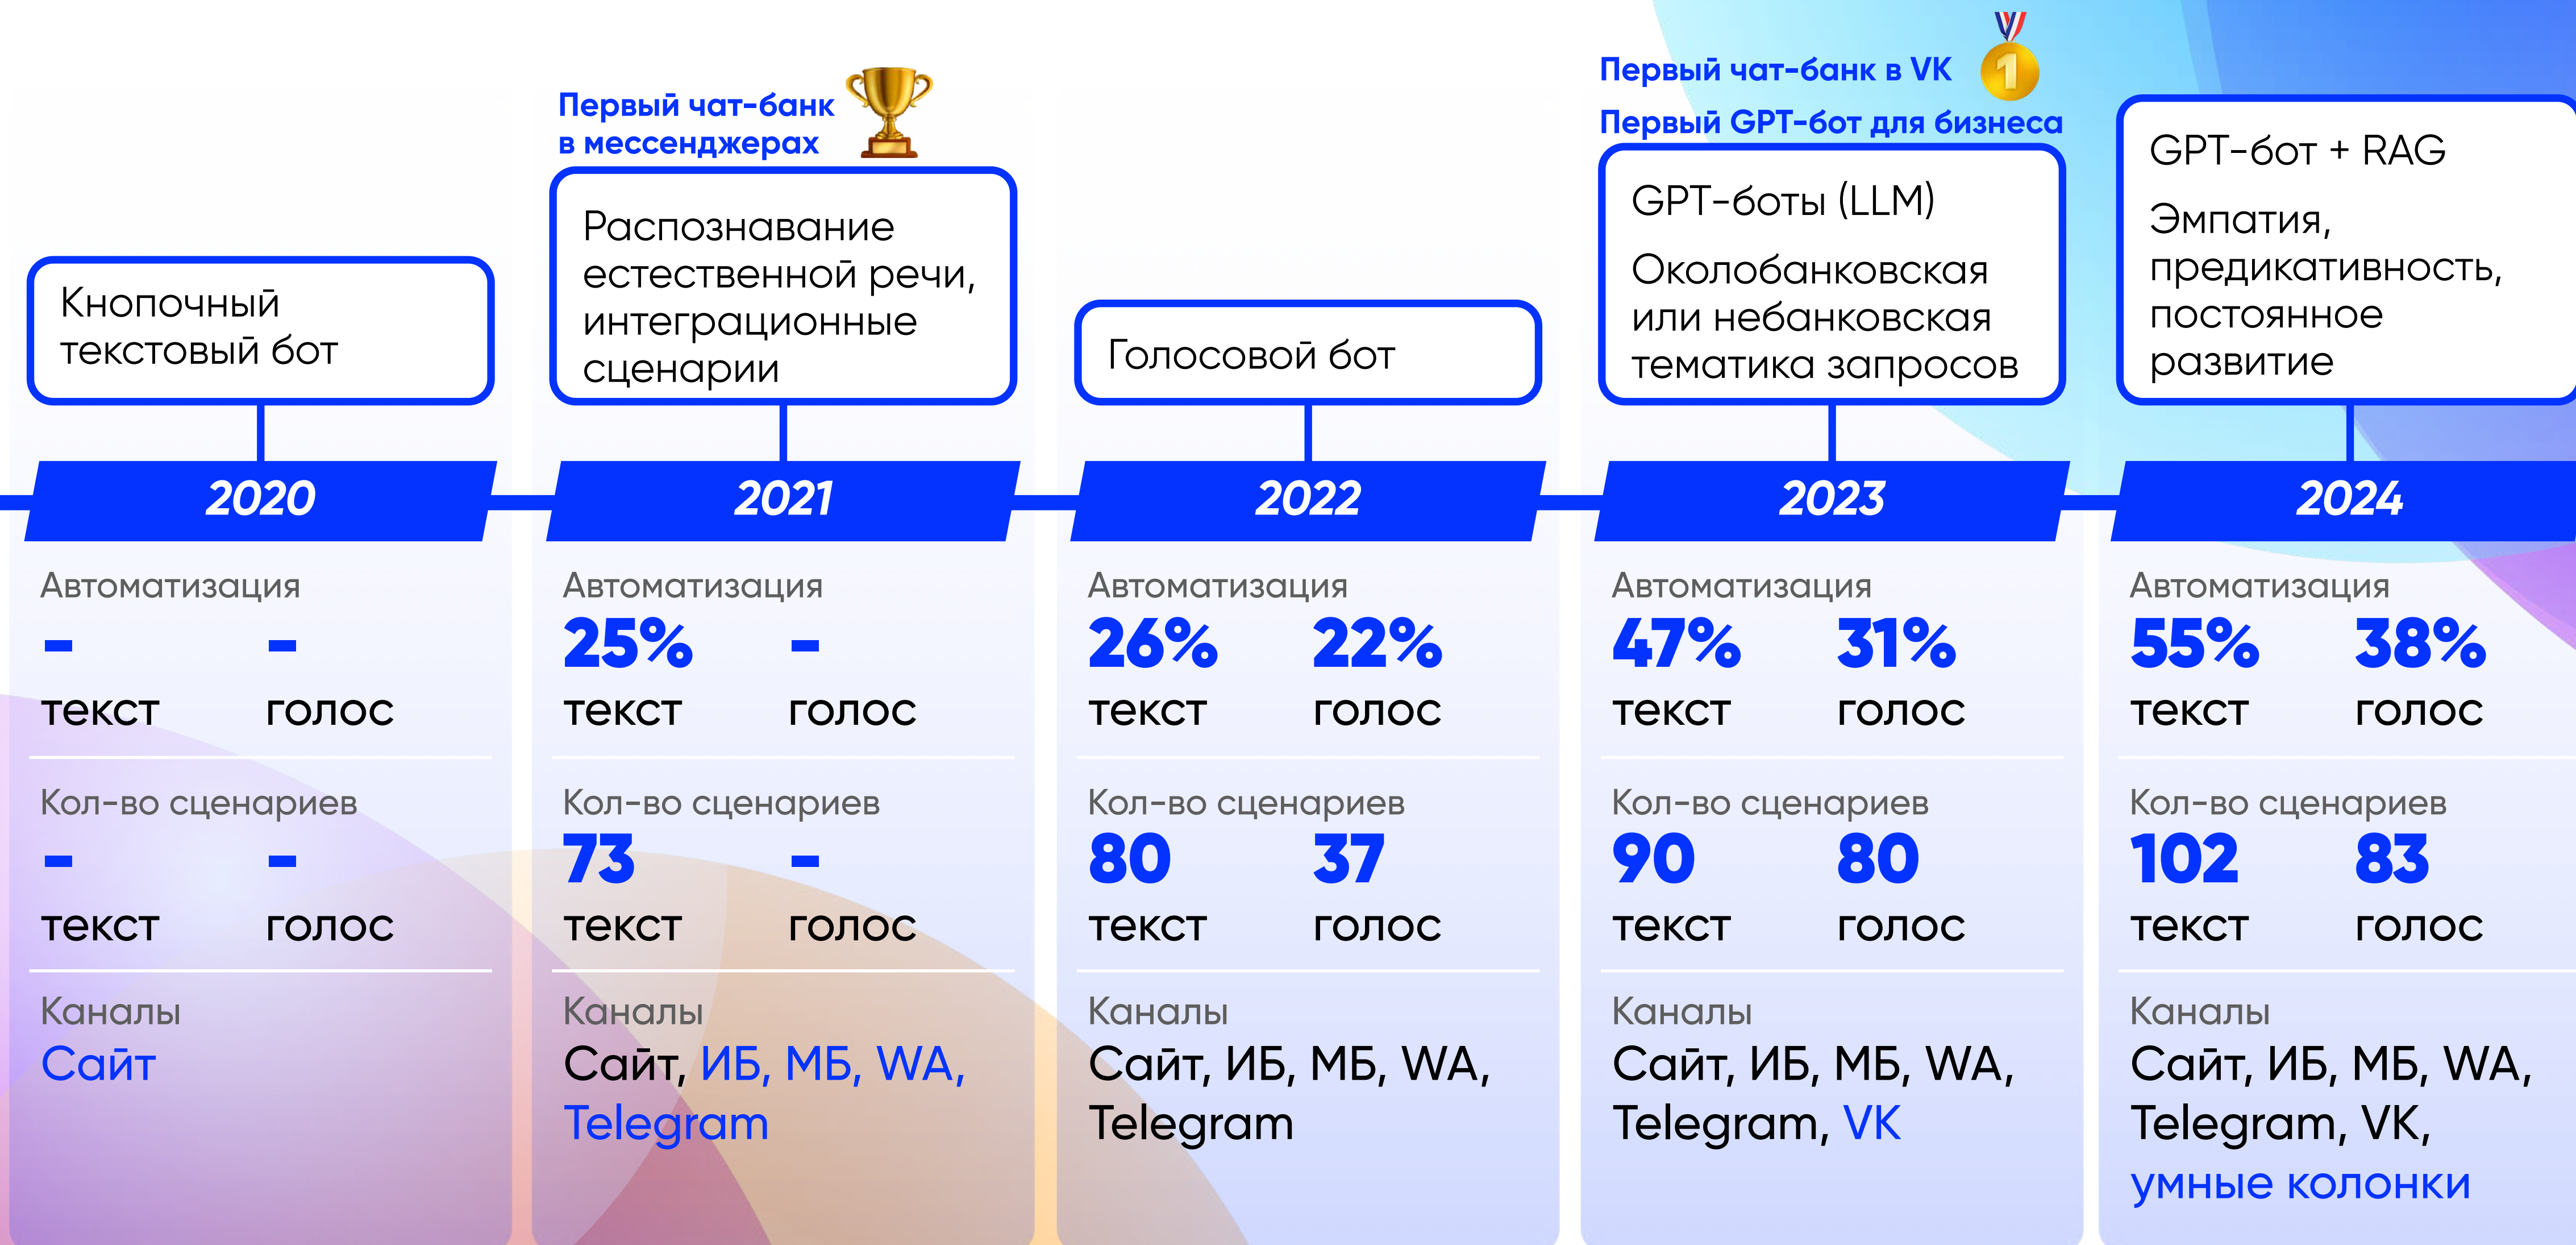 Первый чат-банк
в мессенджерах
Первый чат-банк в VK
1
Первый GPT-бот для бизнеса
Кнопочный
текстовый бот
Распознавание
естественной речи,
интеграционные
сценарии
Голосовой бот
GPT-боты (LLM)
Околобанковская
или небанковская
тематика запросов
GPT-бот + RAG
Эмпатия,
предикативность,
постоянное
развитие
2020
Автоматизация
- -
текст голос
Кол-во сценариев
- -
текст голос
Каналы
Сайт
2021
Автоматизация
25% -
текст голос
Кол-во сценариев
73 -
текст голос
Каналы
Сайт, ИБ, МБ, WA,
Telegram
2022
Автоматизация
26% 22%
текст голос
Кол-во сценариев
80 37
текст голос
Каналы
Сайт, ИБ, МБ, WA,
Telegram
2023
Автоматизация
47% 31%
текст голос
Кол-во сценариев
90 80
текст голос
Каналы
Сайт, ИБ, МБ, WA,
Telegram, VK
2024
Автоматизация
55% 38%
текст голос
Кол-во сценариев
102 83
текст голос
Каналы
Сайт, ИБ, МБ, WA,
Telegram, VK,
умные колонки